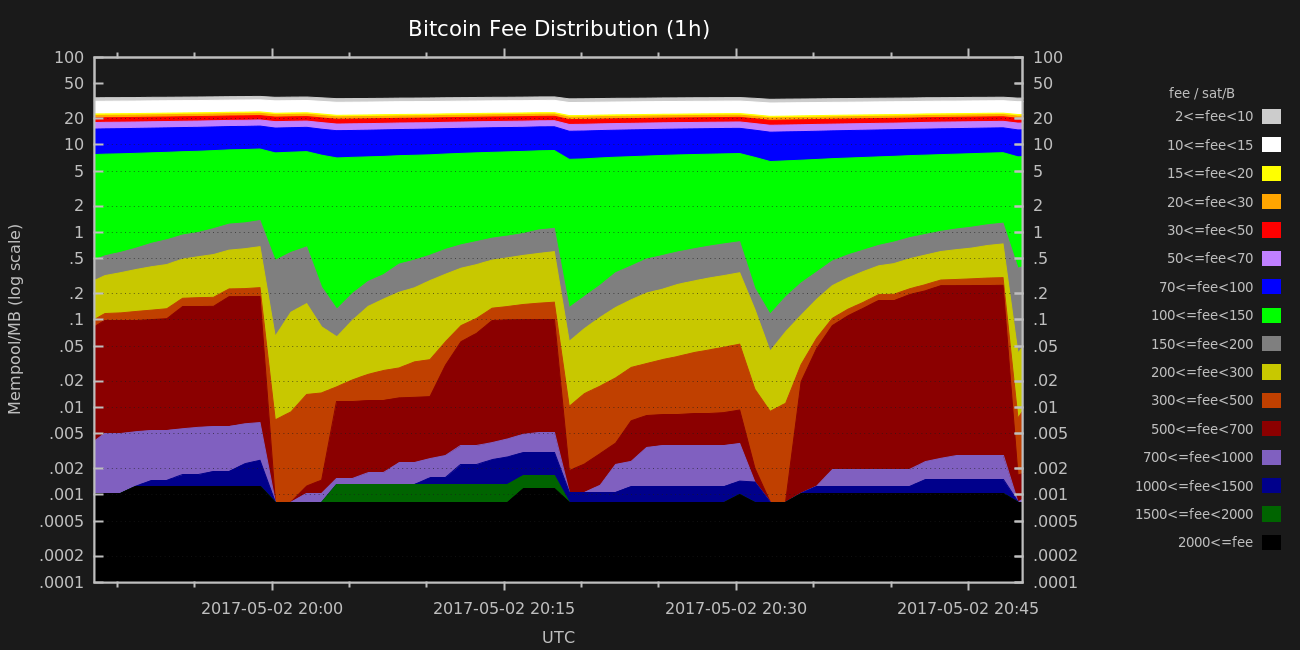 Bitcoin Fee Distribution (1h)
Mempool/MB (log scale)
100
50
20
10
5
2
1
.5
.2
.1
.05
.02
.01
.005
.002
.001
.0005
.0002
.0001
100
50
20
10
5
2
1
.5
.2
.1
.05
.02
.01
.005
.002
.001
.0005
.0002
.0001
fee / sat/B
2<=fee<10
10<=fee<15
15<=fee<20
20<=fee<30
30<=fee<50
50<=fee<70
70<=fee<100
100<=fee<150
150<=fee<200
200<=fee<300
300<=fee<500
500<=fee<700
700<=fee<1000
1000<=fee<1500
1500<=fee<2000
2000<=fee
2017-05-02 20:00 2017-05-02 20:15 2017-05-02 20:30 2017-05-02 20:45
UTC